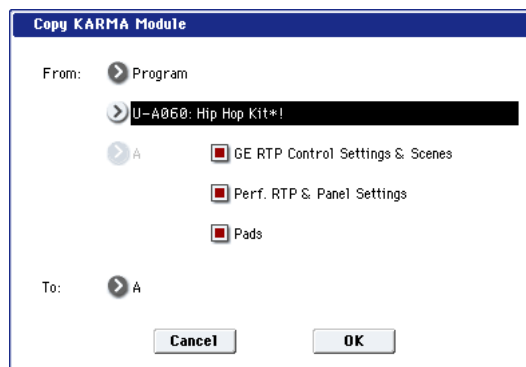 Copy KARMA Module
From: Program
U-A060: Hip Hop Kit*!
A GE RTP Control Settings & Scenes
Perf. RTP & Panel Settings
Pads
To: A
Cancel OK